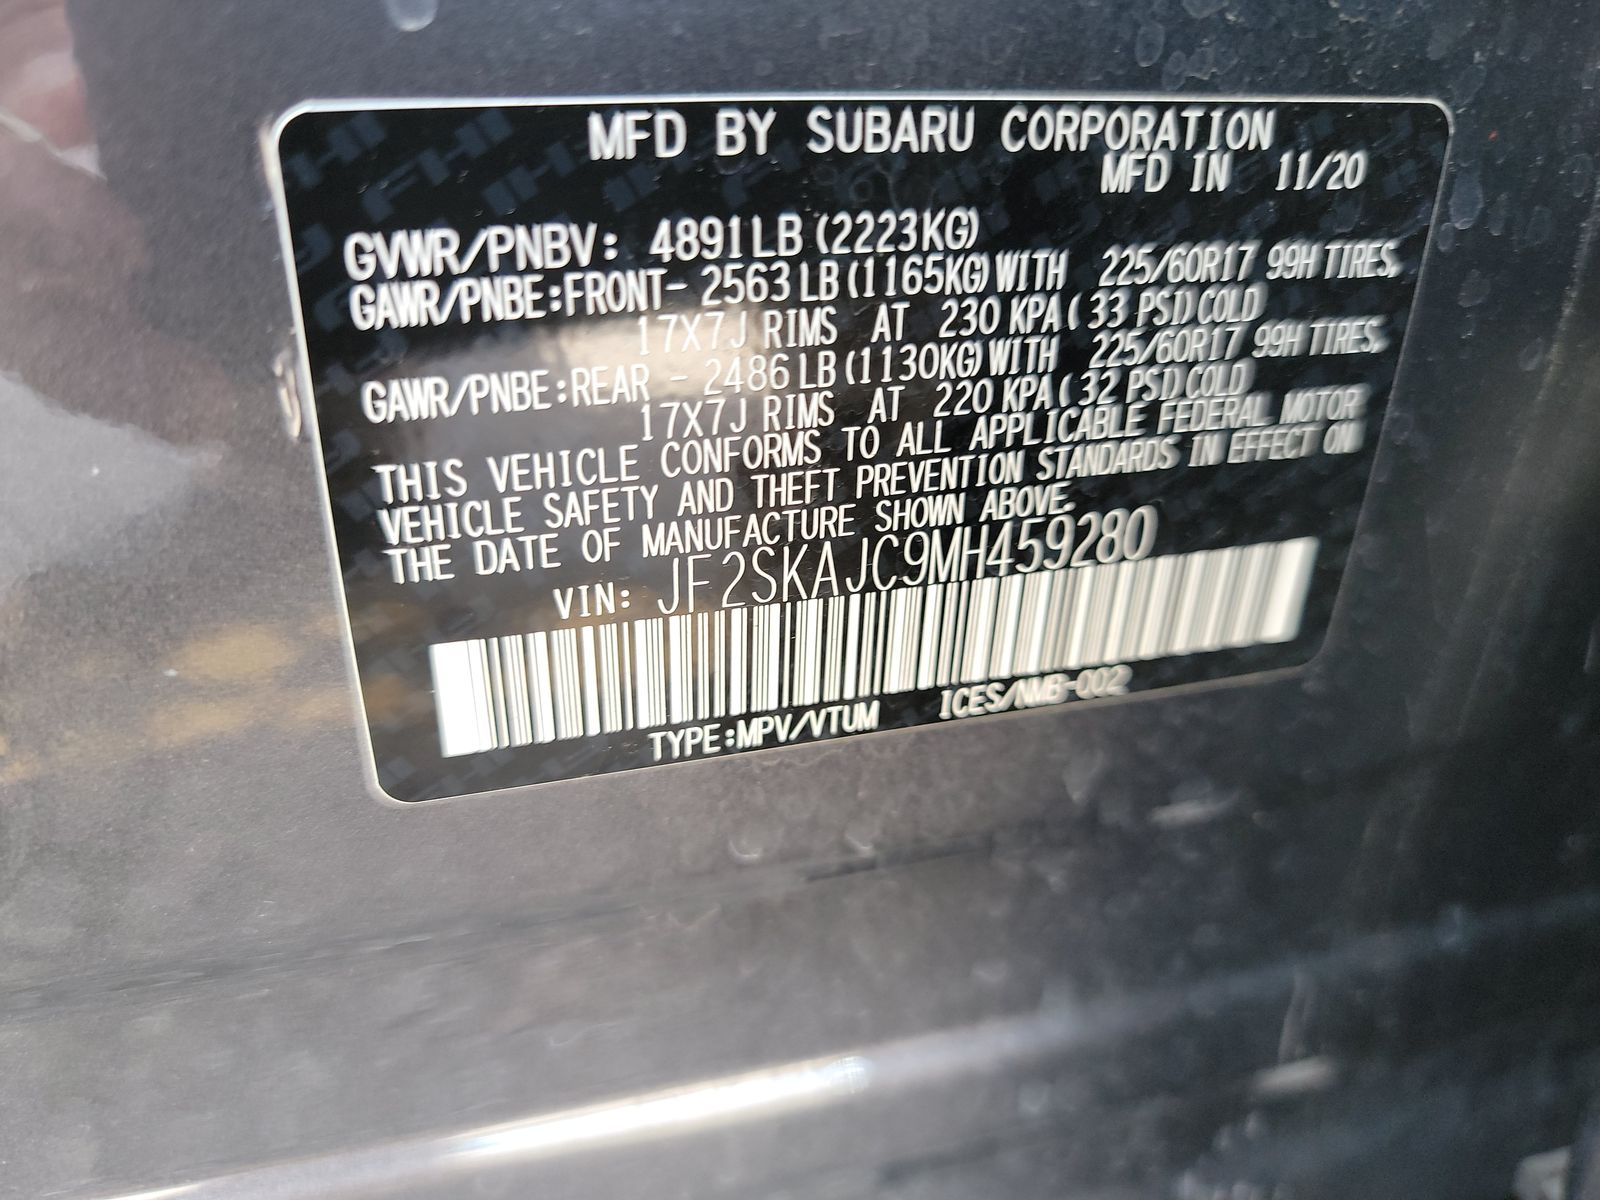 MFD BY SUBARU CORPORATION
MFD IN 11/20
GVWR/PNBV: 4891LB (2223KG)
GAWR/PNBE:FRONT- 2563LB(1165KG)WITH 225/60R17 99H TIRES,
17X7J RIMS AT 230 KPA( 33 PSI)COLD
GAWR/PNBE:REAR - 2486LB(1130KG)WITH 225/60R17 99H TIRES,
17X7J RIMS AT 220 KPA( 32 PSI)COLD
THIS VEHICLE CONFORMS TO ALL APPLICABLE FEDERAL MOTOR
VEHICLE SAFETY AND THEFT PREVENTION STANDARDS IN EFFECT ON
THE DATE OF MANUFACTURE SHOWN ABOVE.
VIN: JF2SKAJC9MH459280
TYPE:MPV/VTUM ICES/NMB-002